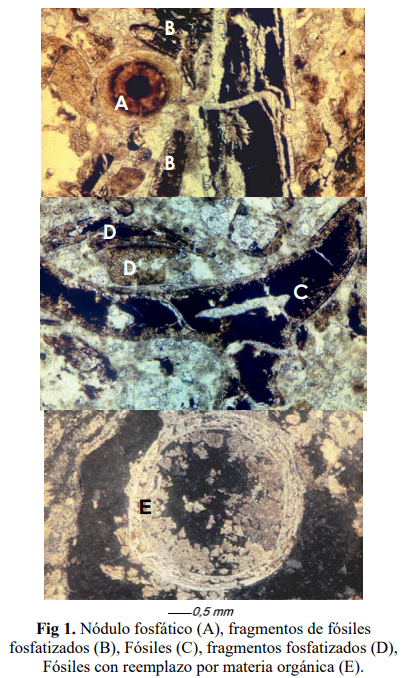 B
A
B
D
D
C
E
0,5 mm
Fig 1. Nódulo fosfático (A), fragmentos de fósiles
fosfatizados (B), Fósiles (C), fragmentos fosfatizados (D),
Fósiles con reemplazo por materia orgánica (E).